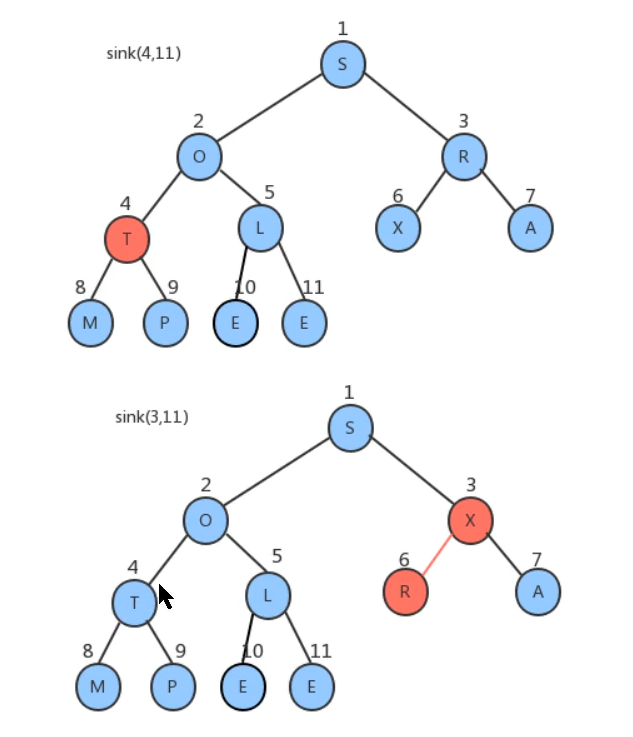 1
sink(4,11)
S
2 3
O R
4 5 6 7
T L X A
8 9 10 11
M P E E
1
sink(3,11)
S
2 3
O X
4 5 6 7
T L R A
8 9 10 11
M P E E